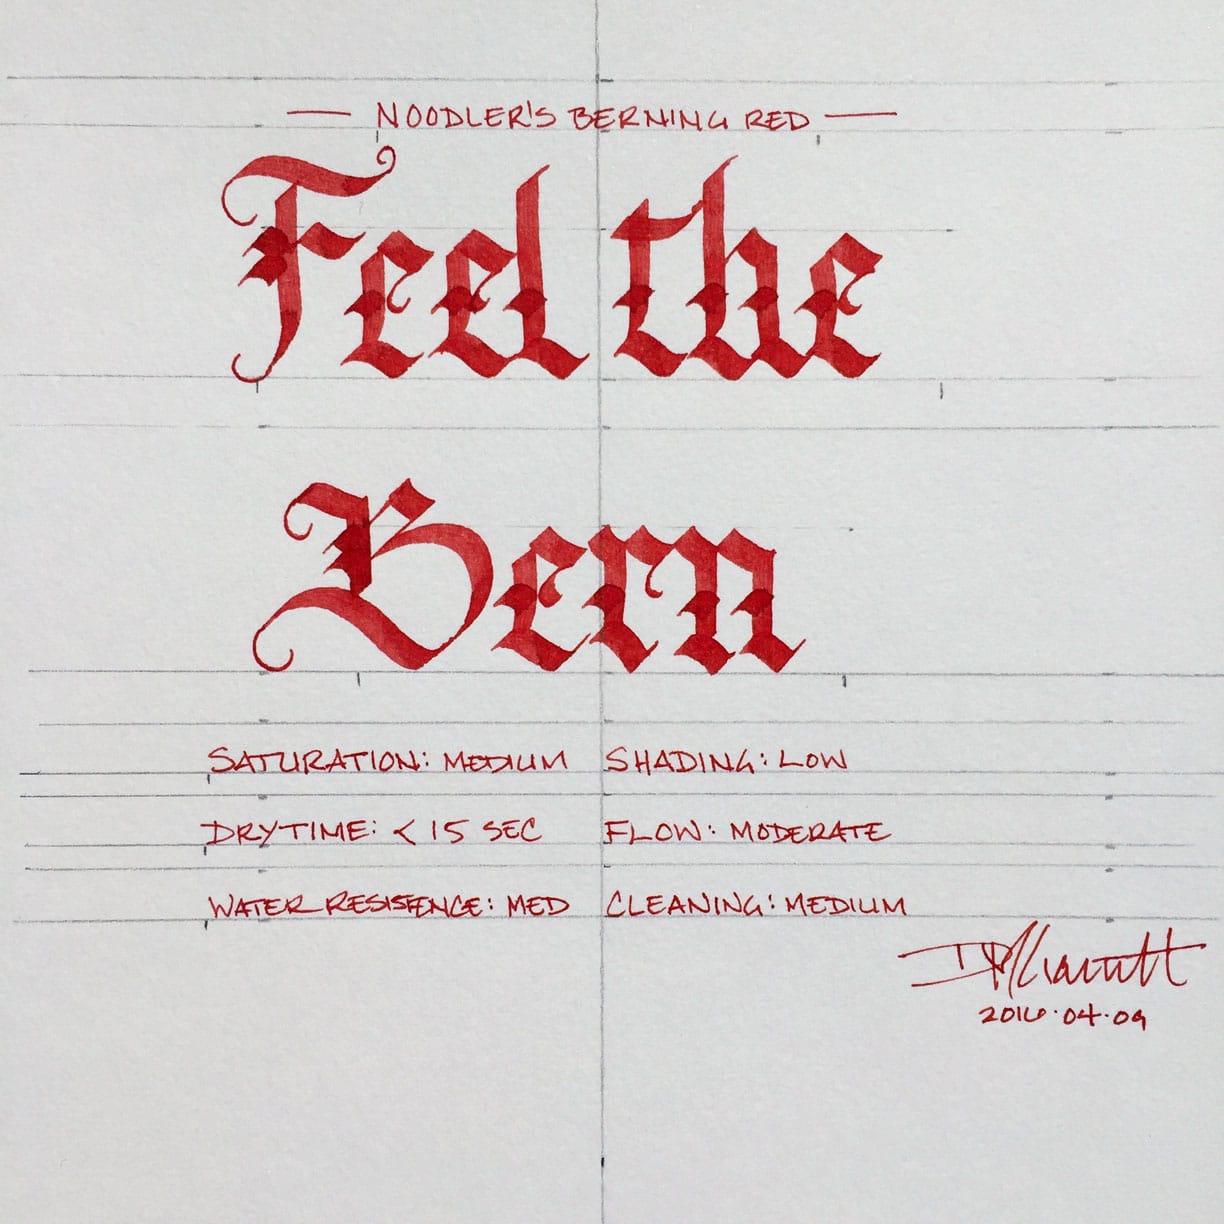 — NOODLER'S BERNING RED —
Feel the
Bern
SATURATION: MEDIUM SHADING: LOW
DRYTIME: < 15 SEC FLOW: MODERATE
WATER RESISTENCE: MED CLEANING: MEDIUM
2016·04·09